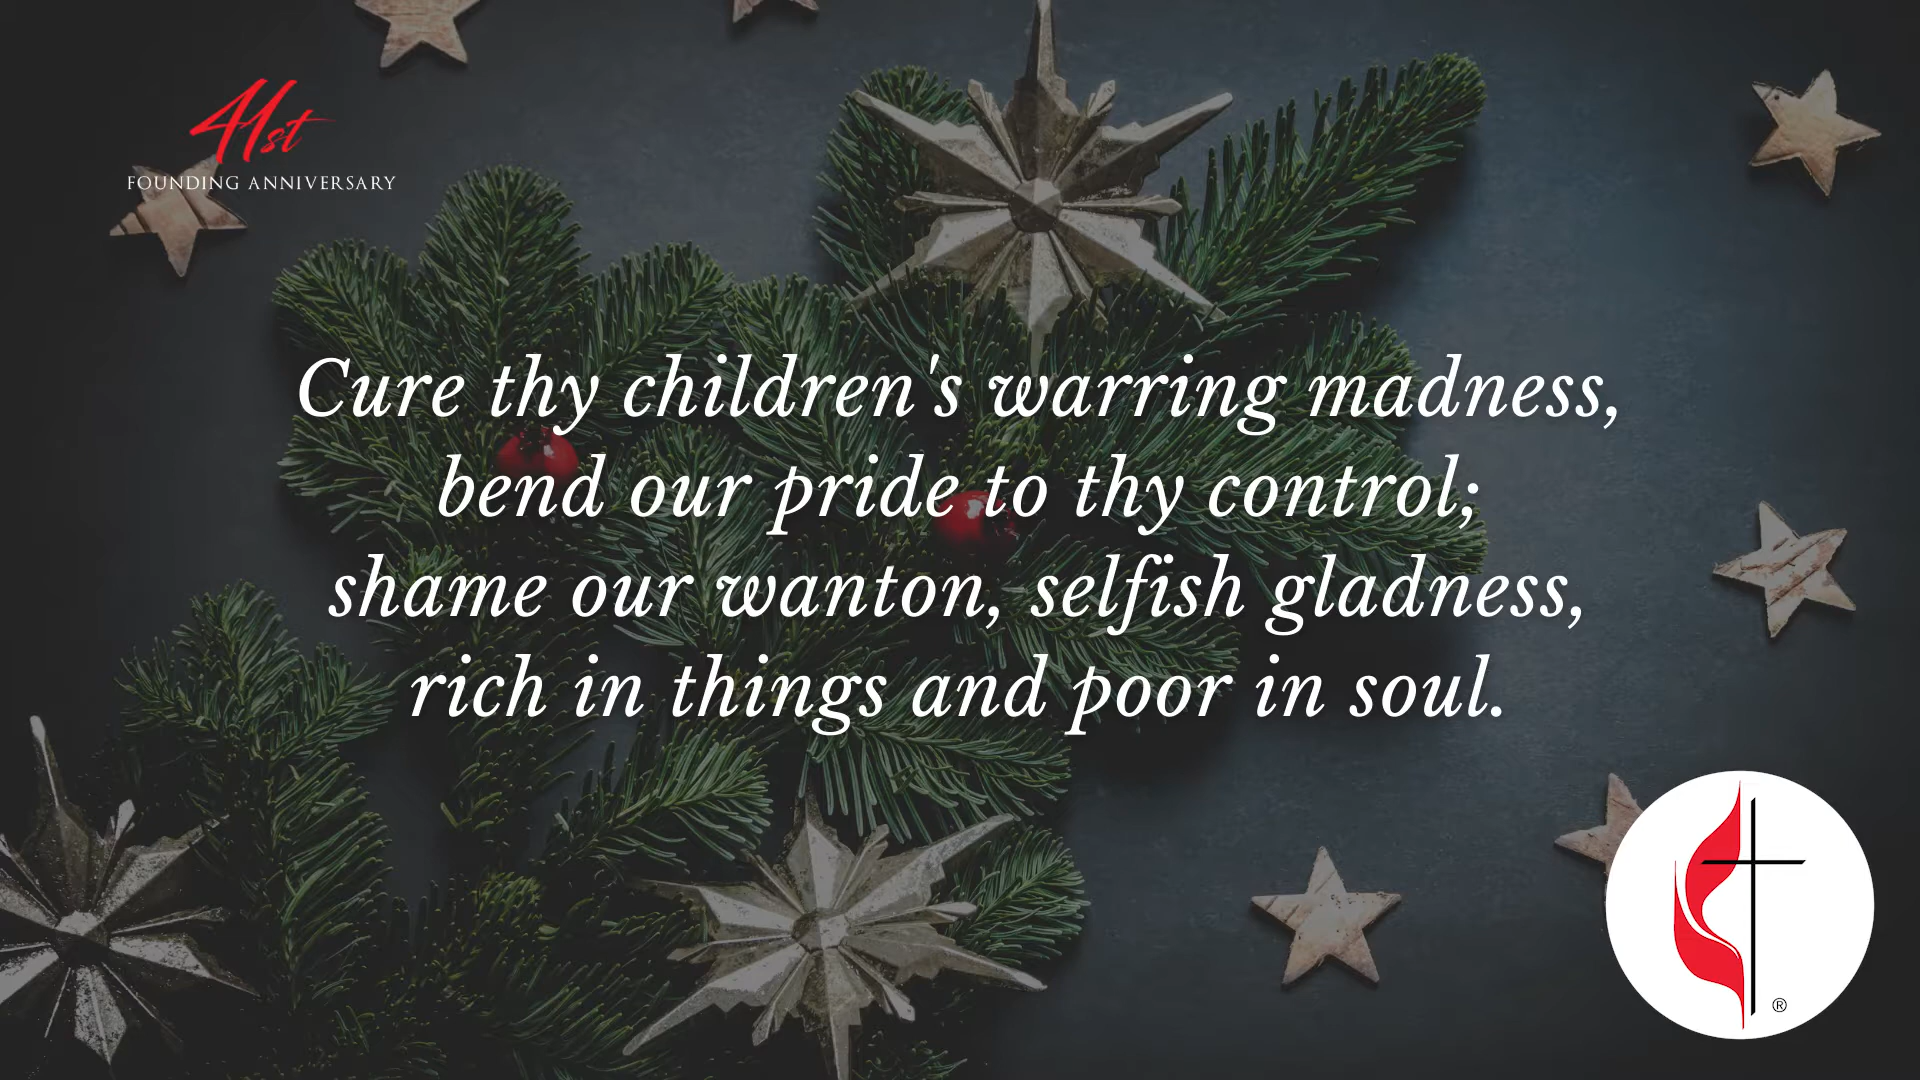 41st
FOUNDING ANNIVERSARY
Cure thy children's warring madness,
bend our pride to thy control;
shame our wanton, selfish gladness,
rich in things and poor in soul.
®